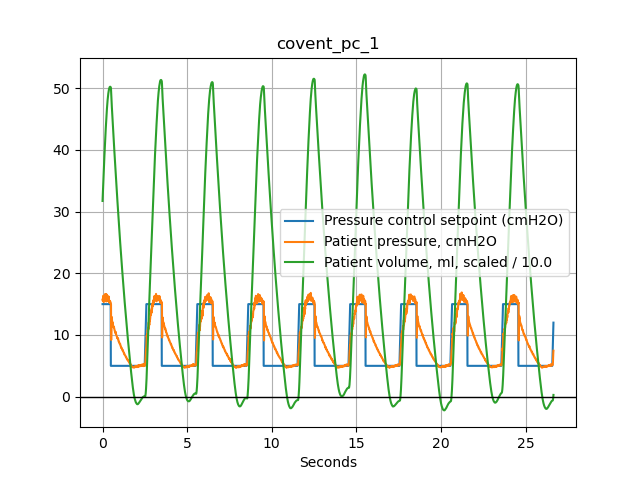 covent_pc_1
50
40
30
20
10
0
Pressure control setpoint (cmH2O)
Patient pressure, cmH2O
Patient volume, ml, scaled / 10.0
0 5 10 15 20 25
Seconds